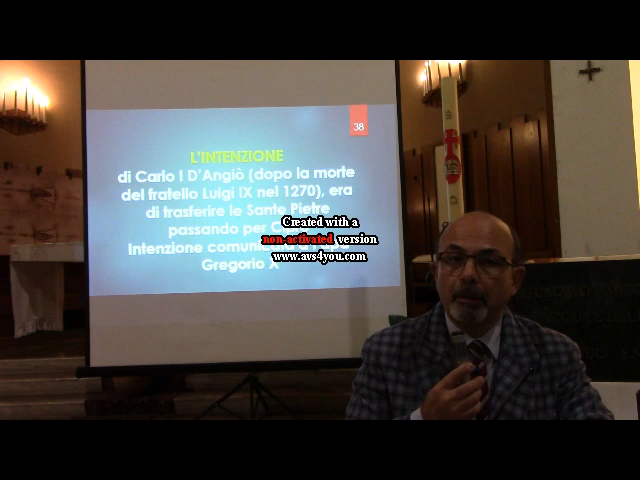 38
L'INTENZIONE
di Carlo I D'Angiò (dopo la morte
del fratello Luigi IX nel 1270), era
di trasferire le Sante Pietre
passando per
Intenzione
Gregorio X
Created with a
non-activated version
www.avs4you.com